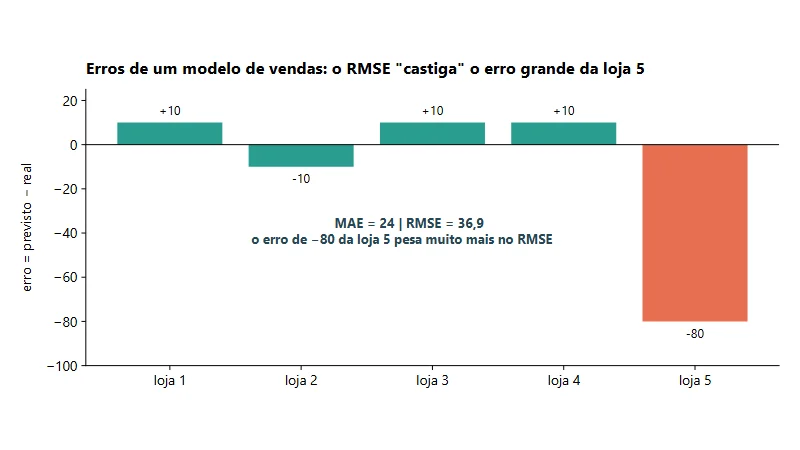 Erros de um modelo de vendas: o RMSE "castiga" o erro grande da loja 5
erro = previsto − real
20
0
−20
−40
−60
−80
−100
+10
-10
+10
+10
-80
MAE = 24 | RMSE = 36,9
o erro de −80 da loja 5 pesa muito mais no RMSE
loja 1
loja 2
loja 3
loja 4
loja 5